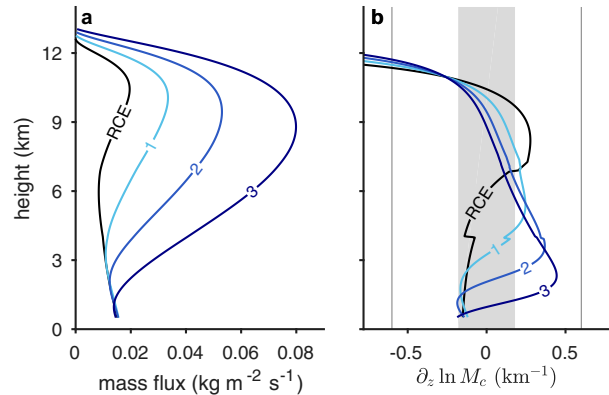 a
b
12
9
6
3
0
height (km)
RCE
1
2
3
RCE
1
2
3
0
0.02
0.04
0.06
0.08
-0.5
0
0.5
mass flux (kg m⁻² s⁻¹)
∂z ln Mc (km⁻¹)